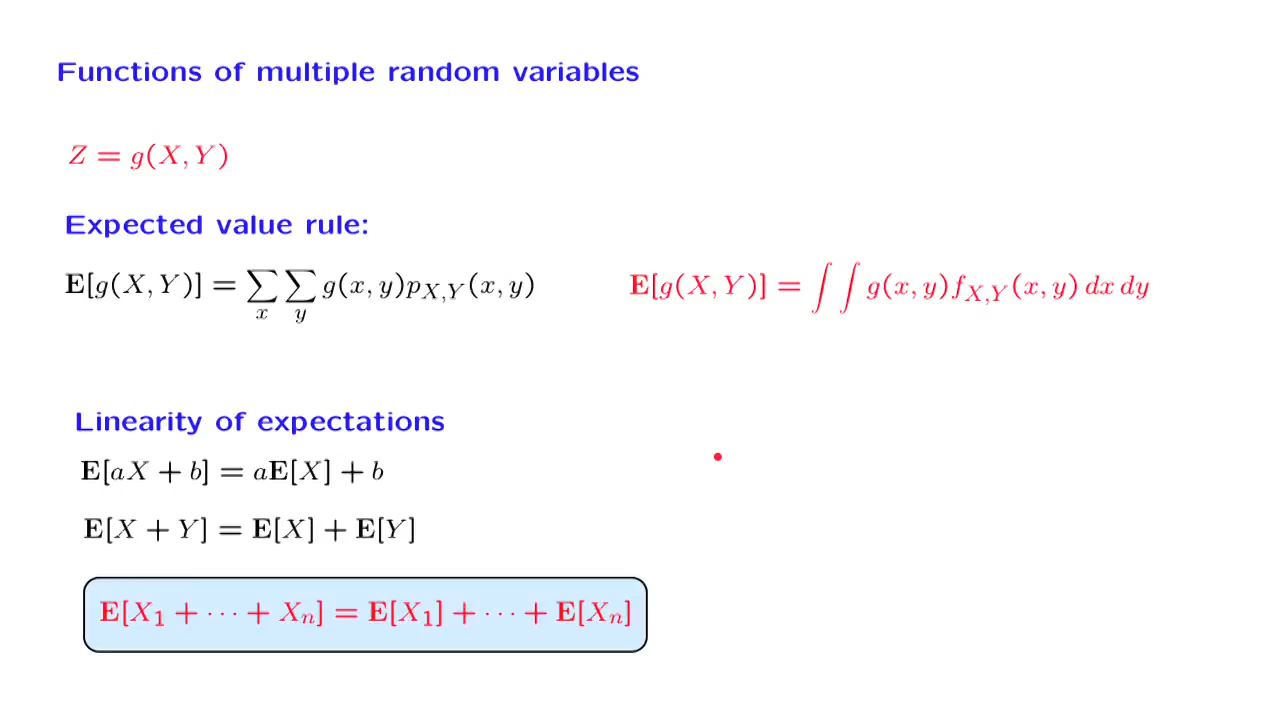 Functions of multiple random variables
Z = g(X, Y)
Expected value rule:
E[g(X, Y)] = ∑_x ∑_y g(x, y)p_{X,Y}(x, y)
E[g(X, Y)] = ∫ ∫ g(x, y)f_{X,Y}(x, y) dx dy
Linearity of expectations
E[aX + b] = aE[X] + b
E[X + Y] = E[X] + E[Y]
E[X_1 + ··· + X_n] = E[X_1] + ··· + E[X_n]